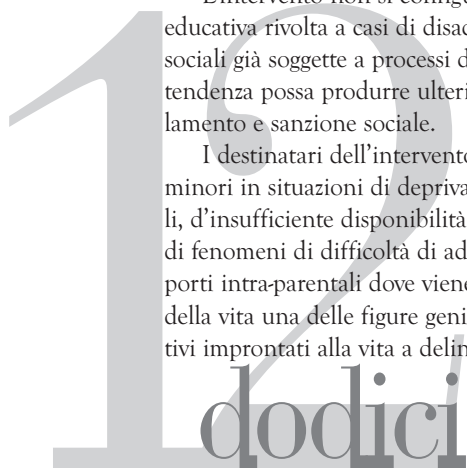 L'intervento non si configu
educativa rivolta a casi di disad
sociali già soggette a processi d
tendenza possa produrre ulteri
lamento e sanzione sociale.
I destinatari dell'intervento
minori in situazioni di depriva
li, d'insufficiente disponibilità
di fenomeni di difficoltà di ad
porti intra-parentali dove viene
della vita una delle figure geni
tivi improntati alla vita a delin
12
dodici